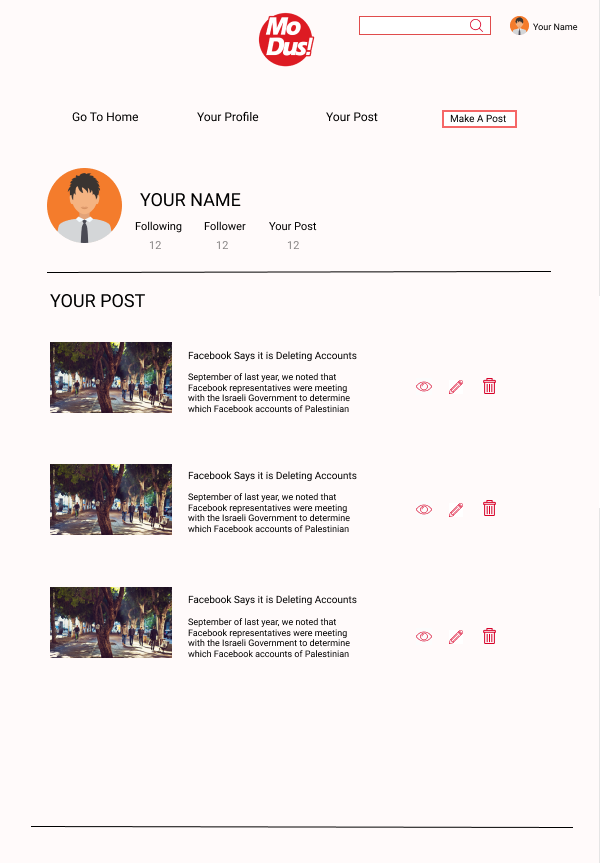 Mo
Dus!
Your Name
Go To Home
Your Profile
Your Post
Make A Post
YOUR NAME
Following
Follower
Your Post
12
12
12
YOUR POST
Facebook Says it is Deleting Accounts
September of last year, we noted that
Facebook representatives were meeting
with the Israeli Government to determine
which Facebook accounts of Palestinian
Facebook Says it is Deleting Accounts
September of last year, we noted that
Facebook representatives were meeting
with the Israeli Government to determine
which Facebook accounts of Palestinian
Facebook Says it is Deleting Accounts
September of last year, we noted that
Facebook representatives were meeting
with the Israeli Government to determine
which Facebook accounts of Palestinian